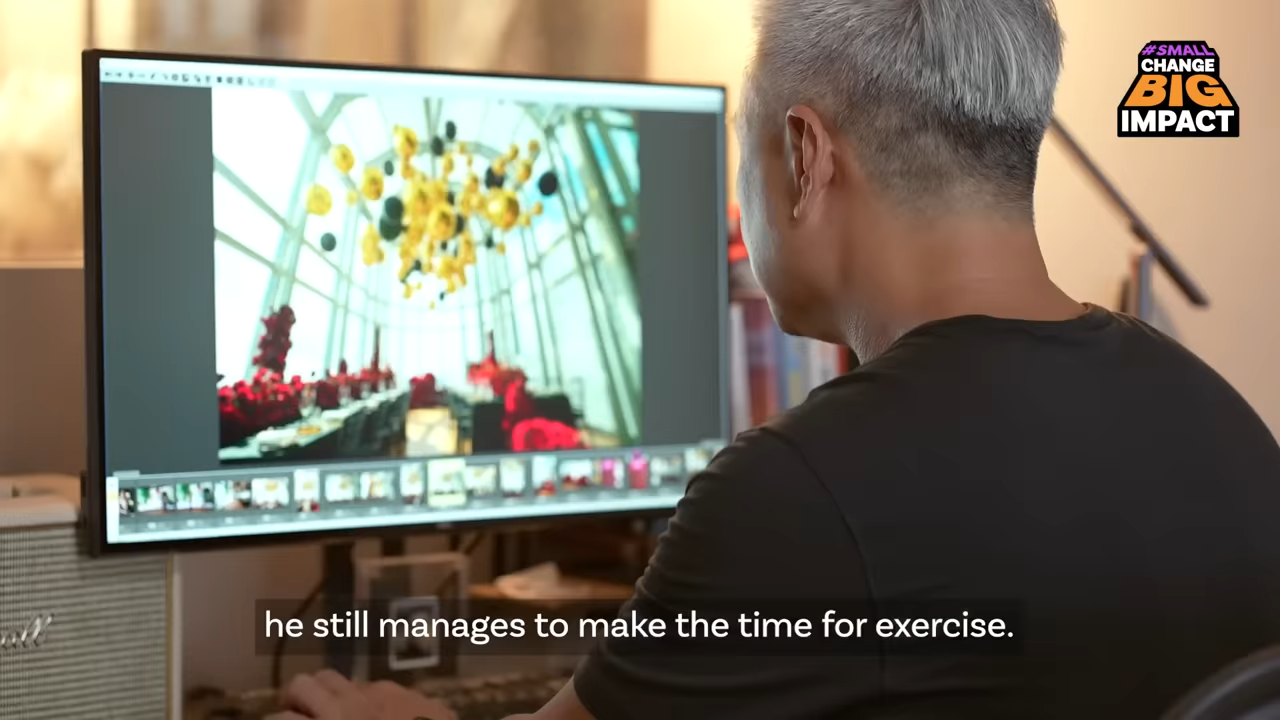 #SMALL
CHANGE
BIG
IMPACT
he still manages to make the time for exercise.